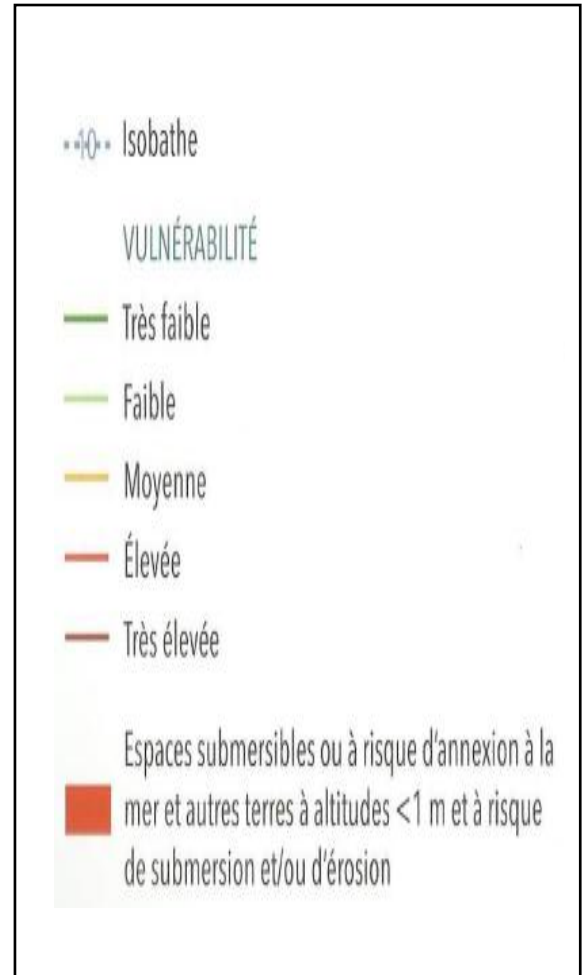 10 Isobathe
VULNÉRABILITÉ
Très faible
Faible
Moyenne
Élevée
Très élevée
Espaces submersibles ou à risque d'annexion à la
mer et autres terres à altitudes <1 m et à risque
de submersion et/ou d'érosion